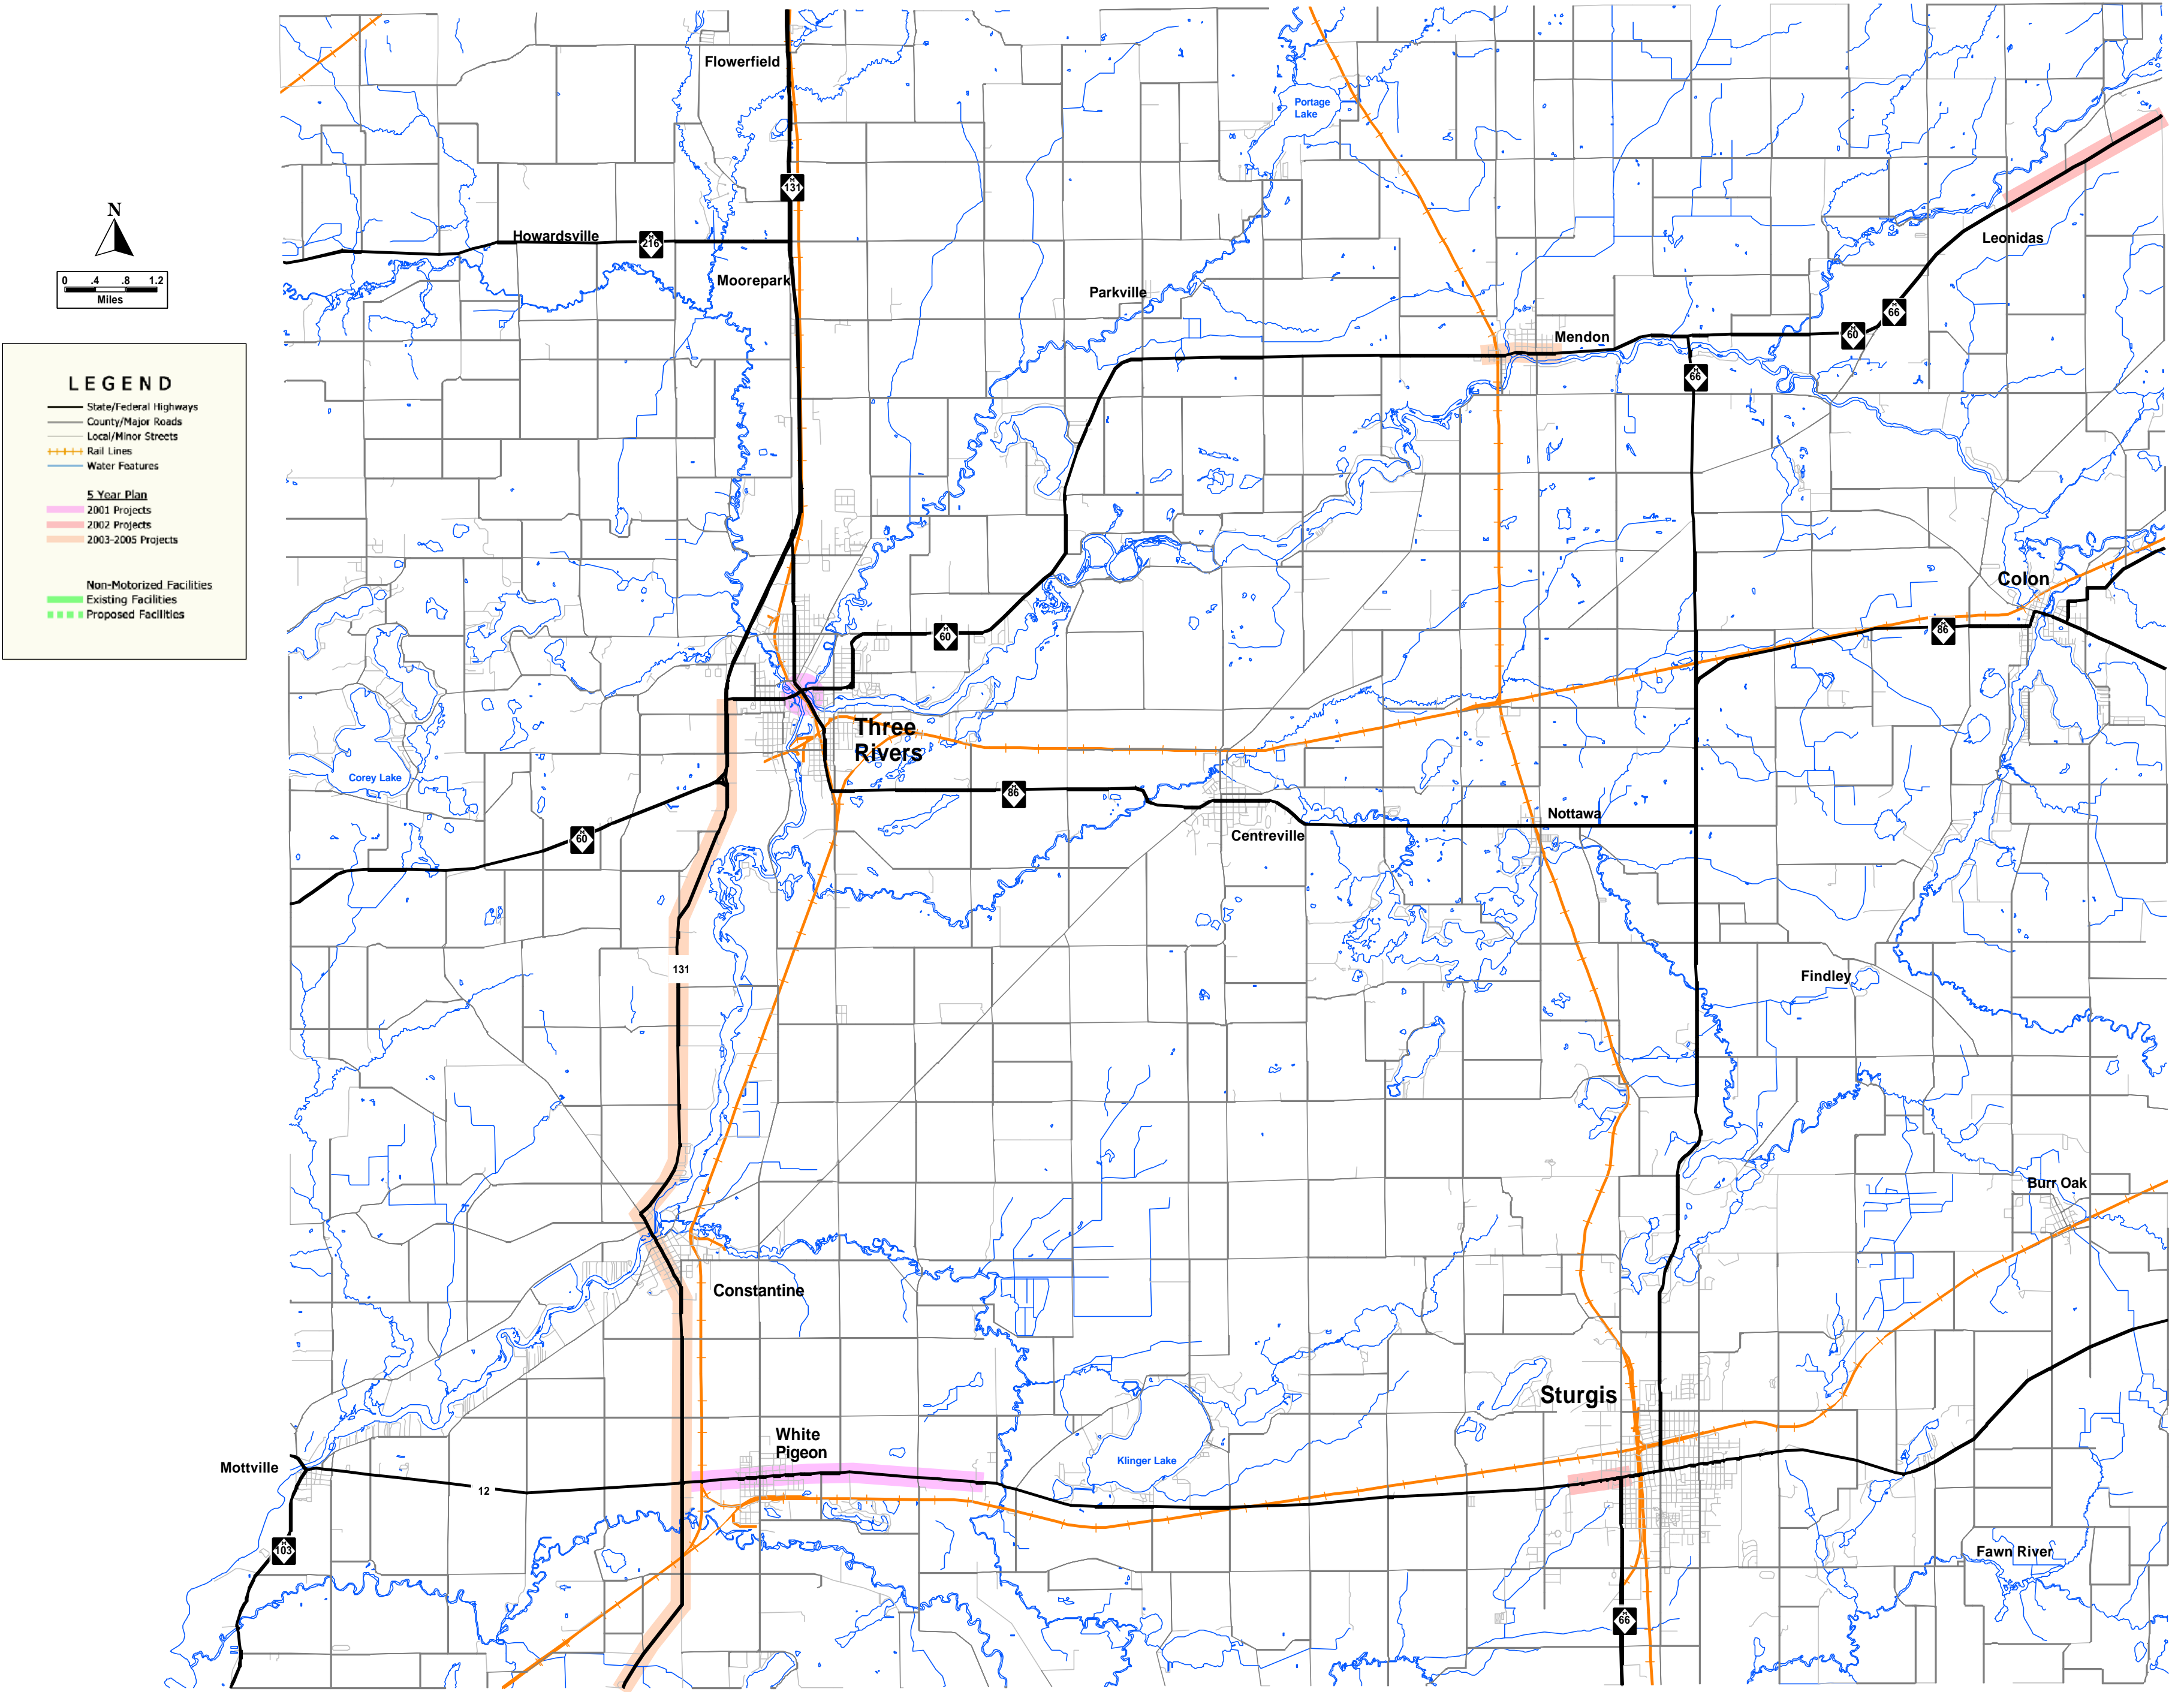 Flowerfield
Portage
Lake
M
131
N
Howardsville
M
216
Leonidas
0 .4 .8 1.2
Miles
Moorepark
Parkville
M
66
M
60
Mendon
M
66
LEGEND
State/Federal Highways
County/Major Roads
Local/Minor Streets
Rail Lines
Water Features
5 Year Plan
2001 Projects
2002 Projects
2003-2005 Projects
Non-Motorized Facilities
Existing Facilities
Proposed Facilities
Colon
M
60
M
86
Three
Rivers
Corey Lake
M
86
Nottawa
M
60
Centreville
131
Findley
Burr Oak
Constantine
Sturgis
White
Pigeon
Mottville
Klinger Lake
12
M
103
Fawn River
M
66